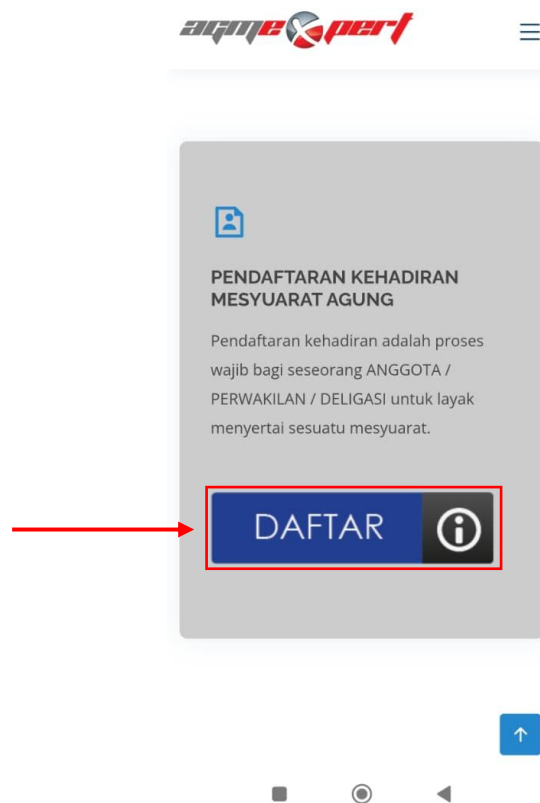 agmexpert
PENDAFTARAN KEHADIRAN
MESYUARAT AGUNG
Pendaftaran kehadiran adalah proses
wajib bagi seseorang ANGGOTA /
PERWAKILAN / DELIGASI untuk layak
menyertai sesuatu mesyuarat.
DAFTAR